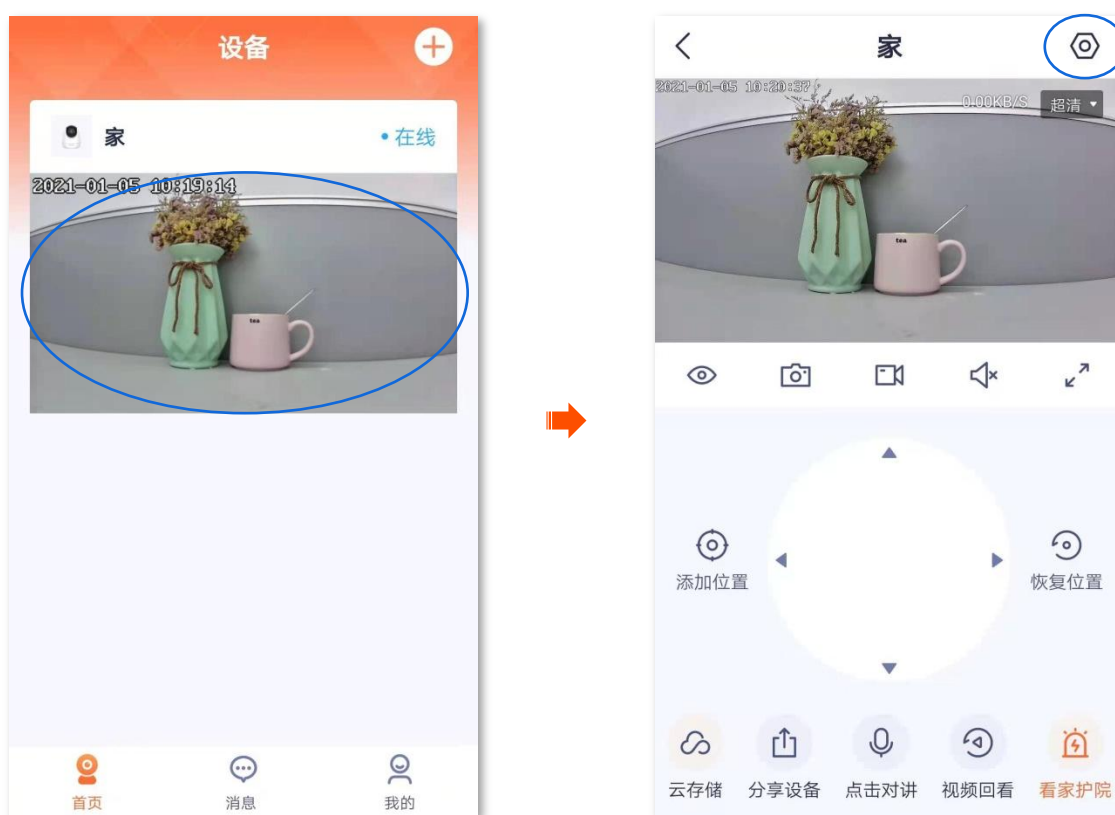 设备
家
在线
2021-01-05 10:19:14
tea
首页
消息
我的
家
2021-01-05 10:20:37
0.00KB/S
超清
tea
添加位置
恢复位置
云存储
分享设备
点击对讲
视频回看
看家护院